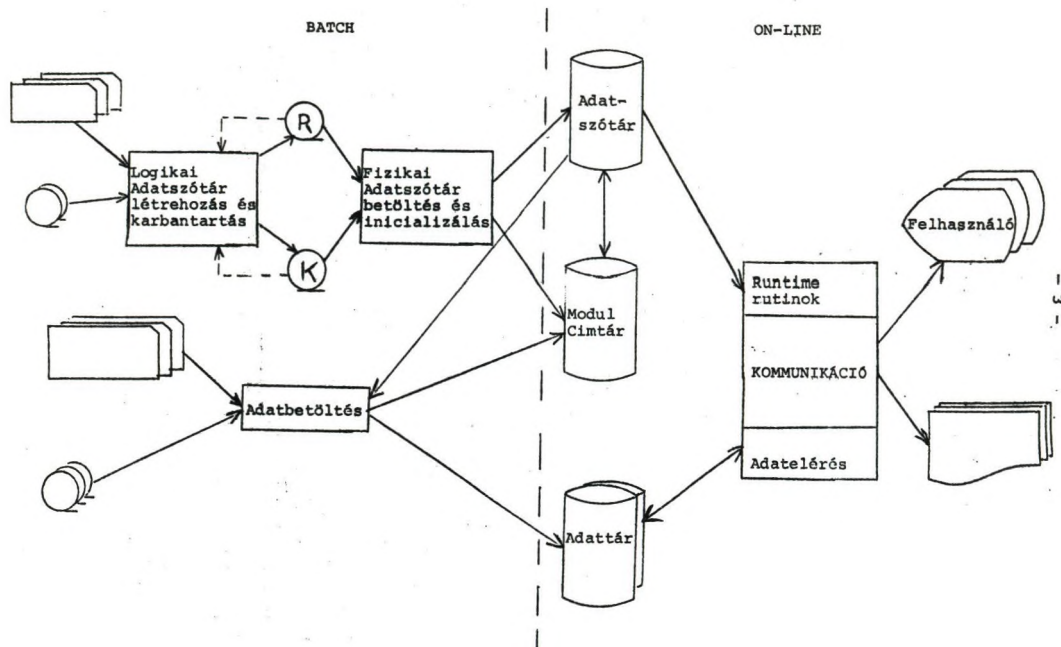 BATCH
ON-LINE
Adat-
szótár
R
Logikai
Adatszótár
létrehozás és
karbantartás
Fizikai
Adatszótár
betöltés és
inicializálás
K
Felhasználó
Runtime
rutinok
- 3 -
Modul
Cimtár
KOMMUNIKÁCIÓ
Adatbetöltés
Adatelérés
Adattár